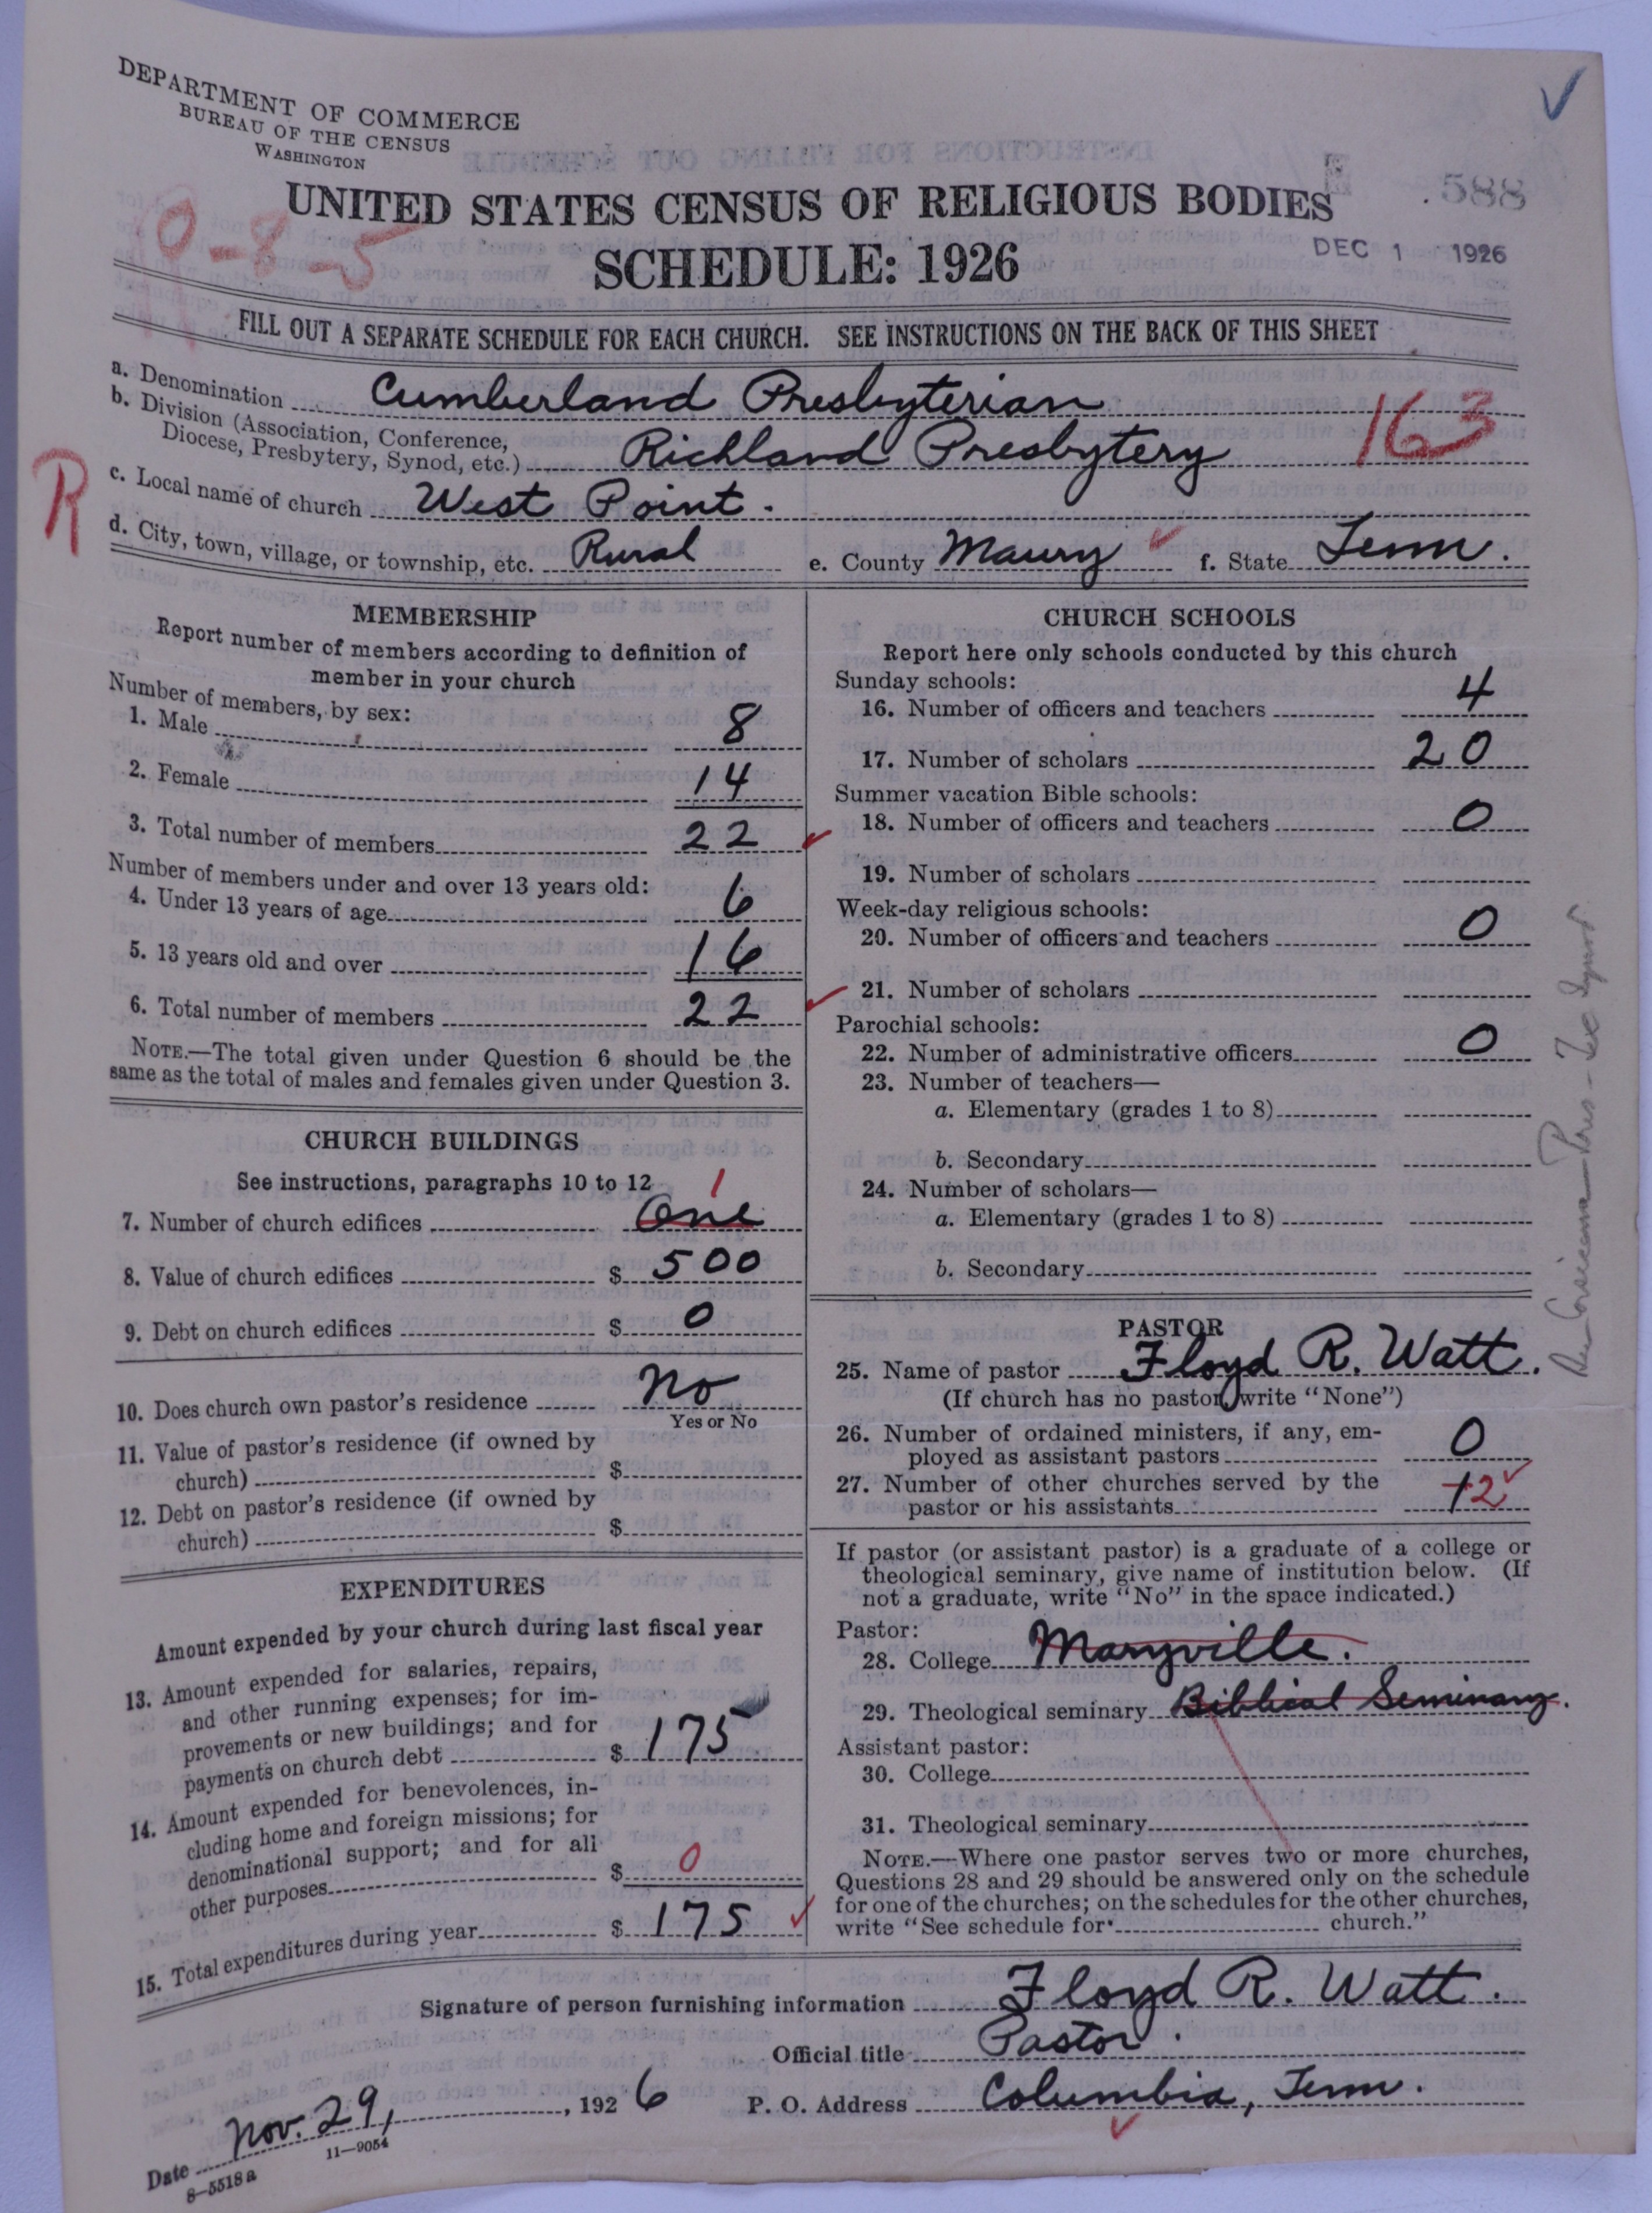 DEPARTMENT OF COMMERCE
BUREAU OF THE CENSUS
WASHINGTON
UNITED STATES CENSUS OF RELIGIOUS BODIES
SCHEDULE: 1926
588
DEC 1 1926
0-8-5
FILL OUT A SEPARATE SCHEDULE FOR EACH CHURCH. SEE INSTRUCTIONS ON THE BACK OF THIS SHEET
a. Denomination Cumberland Presbyterian
b. Division (Association, Conference,
Diocese, Presbytery, Synod, etc.) Richland Presbytery 163
R
c. Local name of church West Point.
d. City, town, village, or township, etc. Rural e. County Maury f. State Tenn.
MEMBERSHIP
Report number of members according to definition of
member in your church
Number of members, by sex:
1. Male 8
2. Female 14
3. Total number of members 22
Number of members under and over 13 years old:
4. Under 13 years of age 6
5. 13 years old and over 16
6. Total number of members 22
NOTE.—The total given under Question 6 should be the
same as the total of males and females given under Question 3.
CHURCH BUILDINGS
See instructions, paragraphs 10 to 12
1
7. Number of church edifices One
8. Value of church edifices $ 500
9. Debt on church edifices $ 0
10. Does church own pastor's residence No
Yes or No
11. Value of pastor's residence (if owned by
church) $
12. Debt on pastor's residence (if owned by
church) $
EXPENDITURES
Amount expended by your church during last fiscal year
13. Amount expended for salaries, repairs,
and other running expenses; for im-
provements or new buildings; and for
payments on church debt $ 175
14. Amount expended for benevolences, in-
cluding home and foreign missions; for
denominational support; and for all
other purposes $ 0
15. Total expenditures during year $ 175
CHURCH SCHOOLS
Report here only schools conducted by this church
Sunday schools:
16. Number of officers and teachers 4
17. Number of scholars 20
Summer vacation Bible schools:
18. Number of officers and teachers 0
19. Number of scholars
Week-day religious schools:
20. Number of officers and teachers 0
21. Number of scholars
Parochial schools:
22. Number of administrative officers 0
23. Number of teachers—
a. Elementary (grades 1 to 8)
b. Secondary
24. Number of scholars—
a. Elementary (grades 1 to 8)
b. Secondary
PASTOR
25. Name of pastor Floyd R. Watt.
(If church has no pastor, write "None")
26. Number of ordained ministers, if any, em-
ployed as assistant pastors 0
27. Number of other churches served by the
pastor or his assistants 1 2
If pastor (or assistant pastor) is a graduate of a college or
theological seminary, give name of institution below. (If
not a graduate, write "No" in the space indicated.)
Pastor:
28. College Maryville.
29. Theological seminary Biblical Seminary.
Assistant pastor:
30. College
31. Theological seminary
NOTE.—Where one pastor serves two or more churches,
Questions 28 and 29 should be answered only on the schedule
for one of the churches; on the schedules for the other churches,
write "See schedule for church."
Signature of person furnishing information Floyd R. Watt.
Official title Pastor.
Date Nov. 29, 1926 P. O. Address Columbia, Tenn.
8—5518 a 11—9054